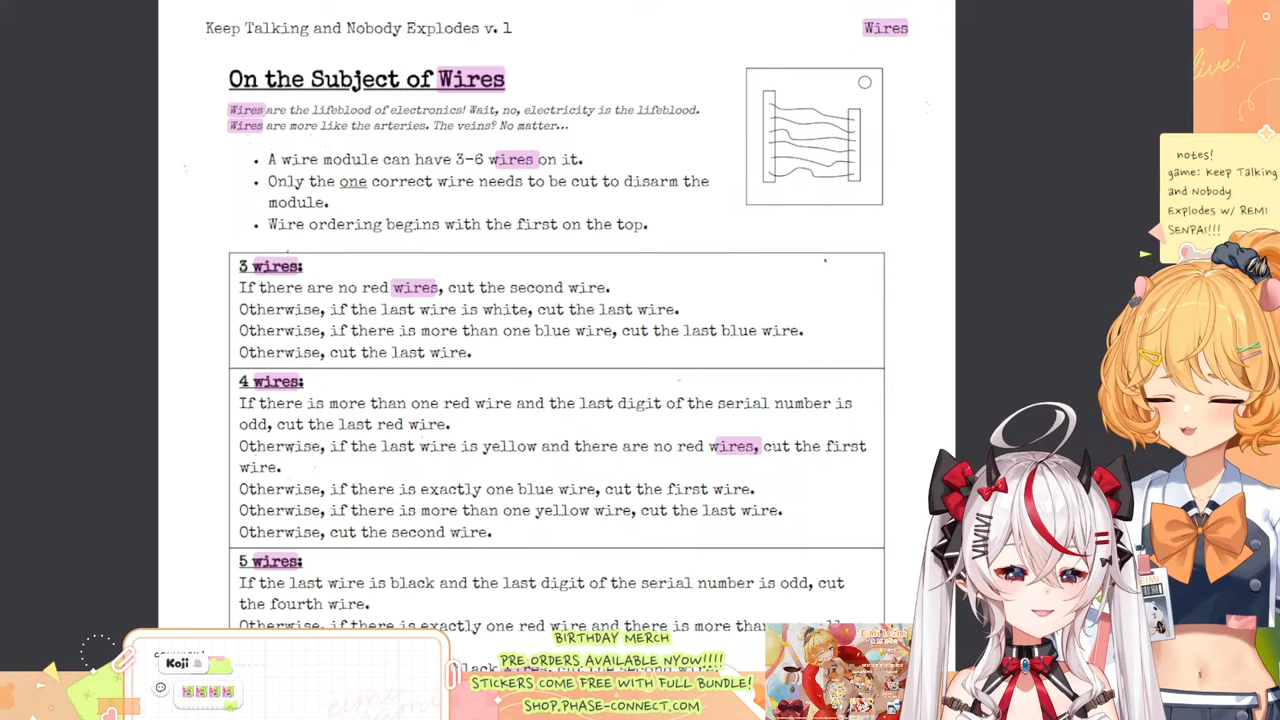 Keep Talking and Nobody Explodes v. 1
Wires
On the Subject of Wires
Wires are the lifeblood of electronics! Wait, no, electricity is the lifeblood.
Wires are more like the arteries. The veins? No matter…
• A wire module can have 3-6 wires on it.
• Only the one correct wire needs to be cut to disarm the
module.
• Wire ordering begins with the first on the top.
3 wires:
If there are no red wires, cut the second wire.
Otherwise, if the last wire is white, cut the last wire.
Otherwise, if there is more than one blue wire, cut the last blue wire.
Otherwise, cut the last wire.
4 wires:
If there is more than one red wire and the last digit of the serial number is
odd, cut the last red wire.
Otherwise, if the last wire is yellow and there are no red wires, cut the first
wire.
Otherwise, if there is exactly one blue wire, cut the first wire.
Otherwise, if there is more than one yellow wire, cut the last wire.
Otherwise, cut the second wire.
5 wires:
If the last wire is black and the last digit of the serial number is odd, cut
the fourth wire.
Otherwise, if there is exactly one red wire and there is more than
live!
notes!
game: Keep Talking
and Nobody
Explodes w/ REMI
SENPAI!!!
Koji
BIRTHDAY MERCH
PRE-ORDERS AVAILABLE NYOW!!!!
STICKERS COME FREE WITH FULL BUNDLE!
SHOP.PHASE-CONNECT.COM